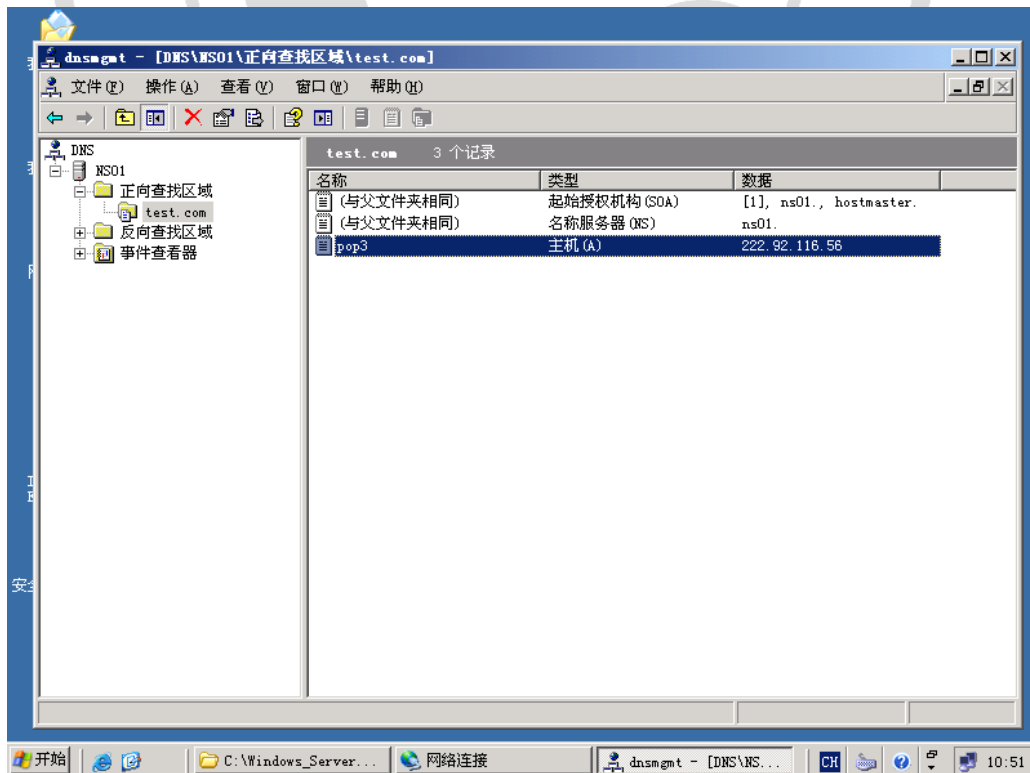 dnsmgmt - [DNS\NS01\正向查找区域\test.com]
文件(F) 操作(A) 查看(V) 窗口(W) 帮助(H)
DNS
NS01
正向查找区域
test.com
反向查找区域
事件查看器
test.com 3 个记录
名称 类型 数据
(与父文件夹相同) 起始授权机构(SOA) [1], ns01., hostmaster.
(与父文件夹相同) 名称服务器(NS) ns01.
pop3 主机(A) 222.92.116.56
安全
开始 C:\Windows_Server... 网络连接 dnsmgmt - [DNS\NS... CH 10:51